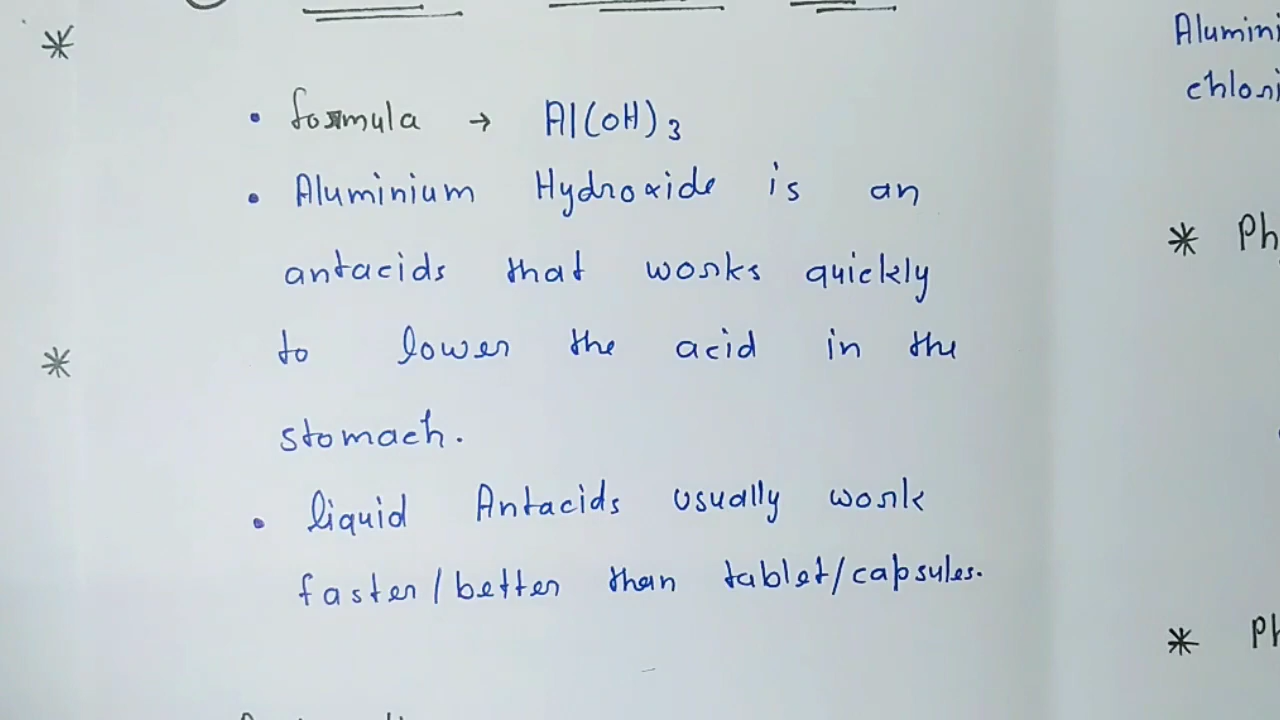 * 
• formula → Al(OH)3
• Aluminium Hydroxide is an
antacids that works quickly
to lower the acid in the
*
stomach.
• liquid Antacids usually work
faster/better than tablet/capsules.
Alumini
chlori
* Ph
* Ph